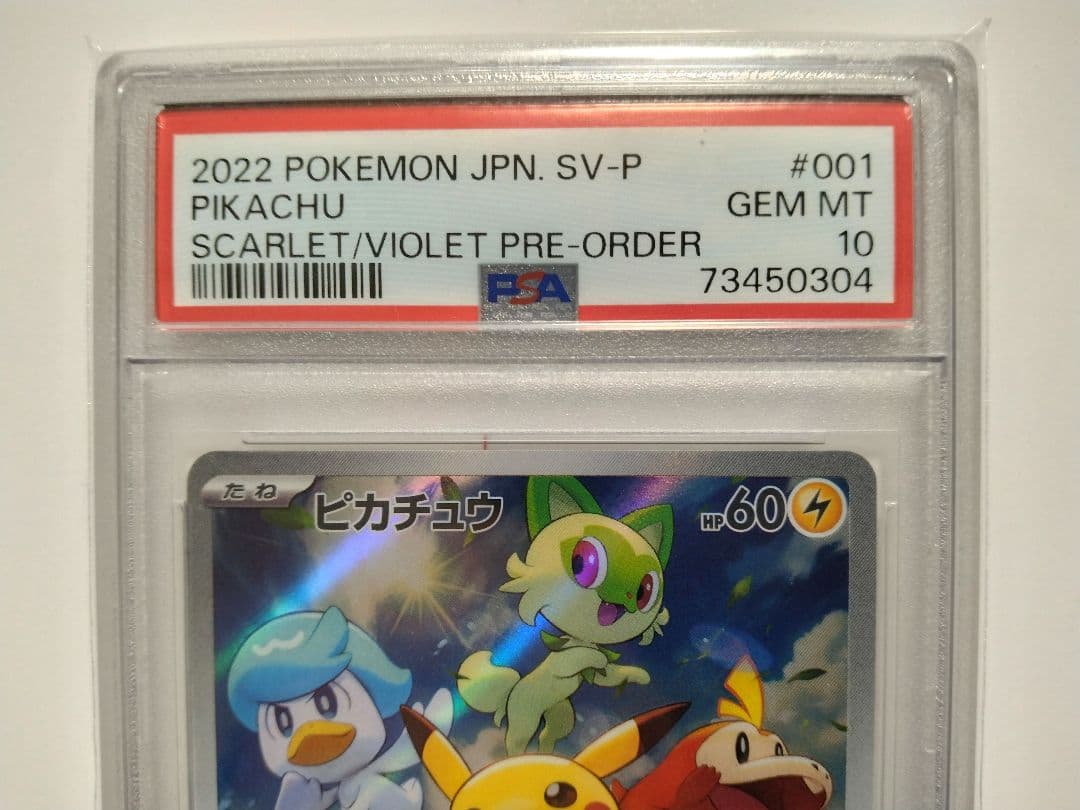 2022 POKEMON JPN. SV-P #001
PIKACHU GEM MT
SCARLET/VIOLET PRE-ORDER 10
PSA 73450304
たね ピカチュウ HP60